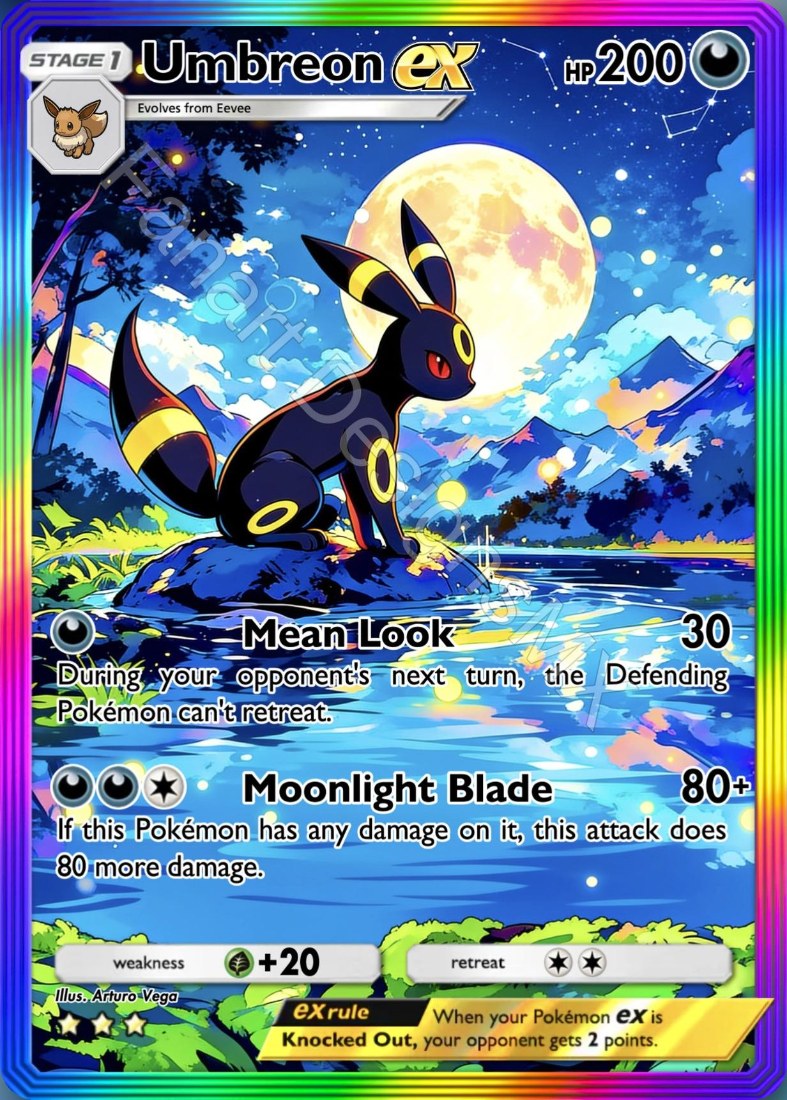 STAGE 1 Umbreon ex HP 200
Evolves from Eevee
Fanart Designs MX
Mean Look 30
During your opponent's next turn, the Defending
Pokémon can't retreat.
Moonlight Blade 80+
If this Pokémon has any damage on it, this attack does
80 more damage.
weakness +20 retreat
Illus. Arturo Vega
ex rule When your Pokémon ex is
Knocked Out, your opponent gets 2 points.